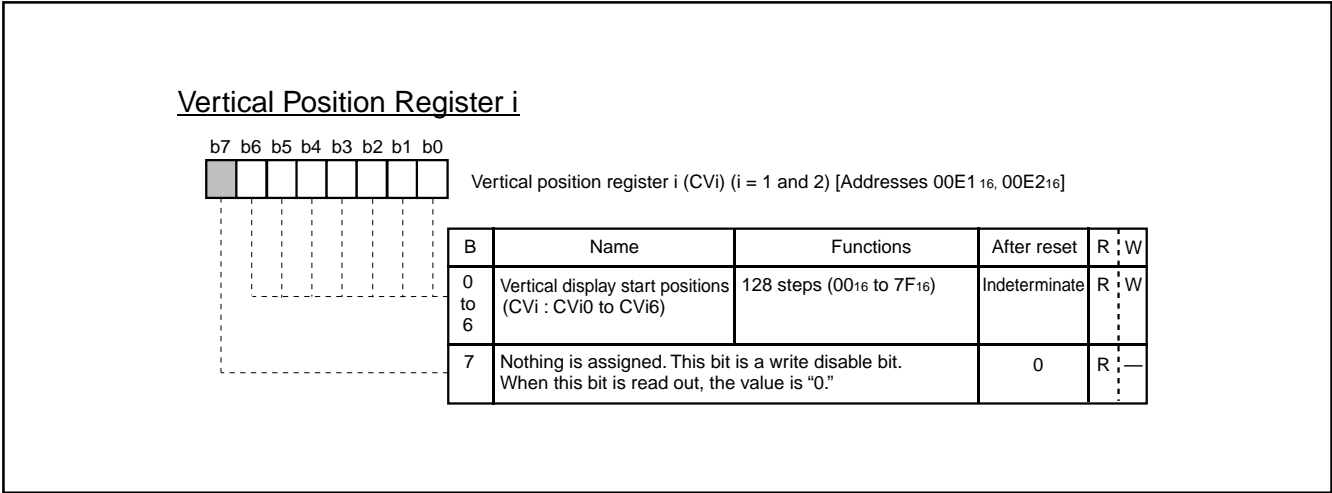 Vertical Position Register i
b7 b6 b5 b4 b3 b2 b1 b0
Vertical position register i (CVi) (i = 1 and 2) [Addresses 00E1 16, 00E216]
B Name Functions After reset R W
0 to 6 Vertical display start positions (CVi : CVi0 to CVi6) 128 steps (0016 to 7F16) Indeterminate R W
7 Nothing is assigned. This bit is a write disable bit. 0 R —
When this bit is read out, the value is “0.”